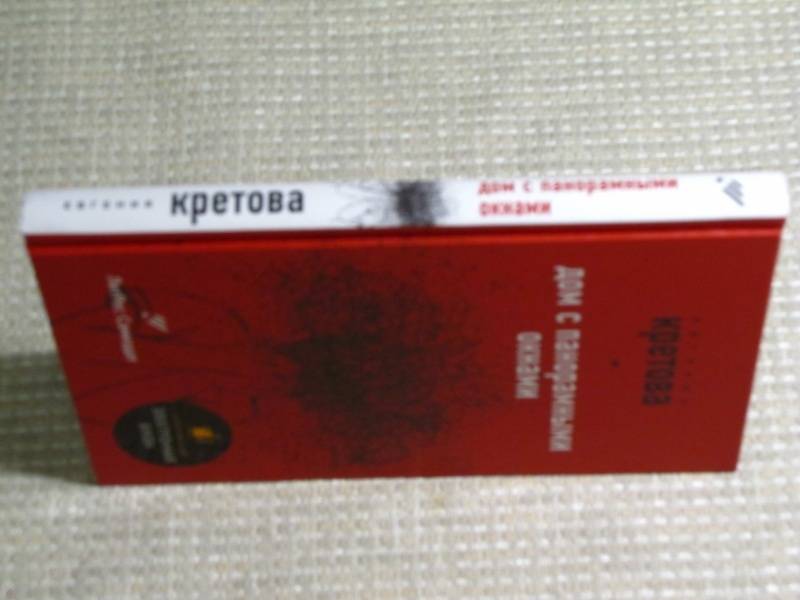 евгения
кретова
дом с панорамными
окнами
кретова
дом с панорамными
окнами